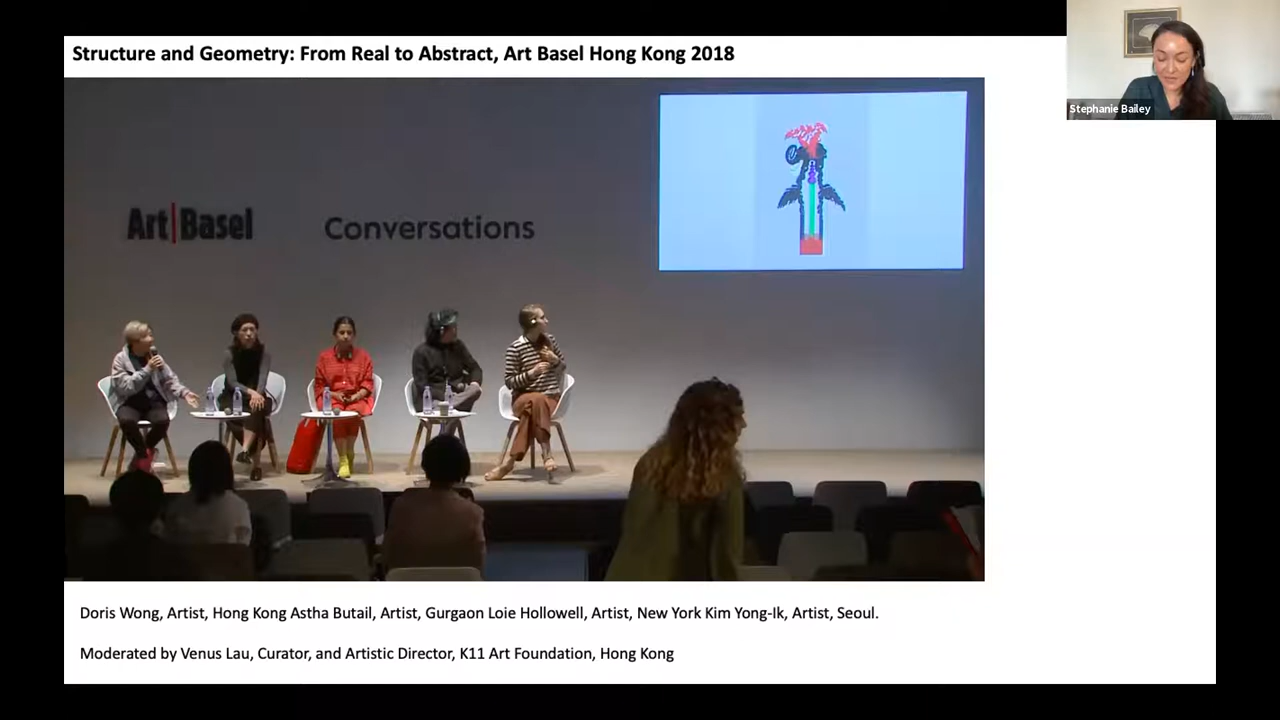 Structure and Geometry: From Real to Abstract, Art Basel Hong Kong 2018
Stephanie Bailey
Art|Basel
Conversations
Doris Wong, Artist, Hong Kong Astha Butail, Artist, Gurgaon Loie Hollowell, Artist, New York Kim Yong-Ik, Artist, Seoul.
Moderated by Venus Lau, Curator, and Artistic Director, K11 Art Foundation, Hong Kong